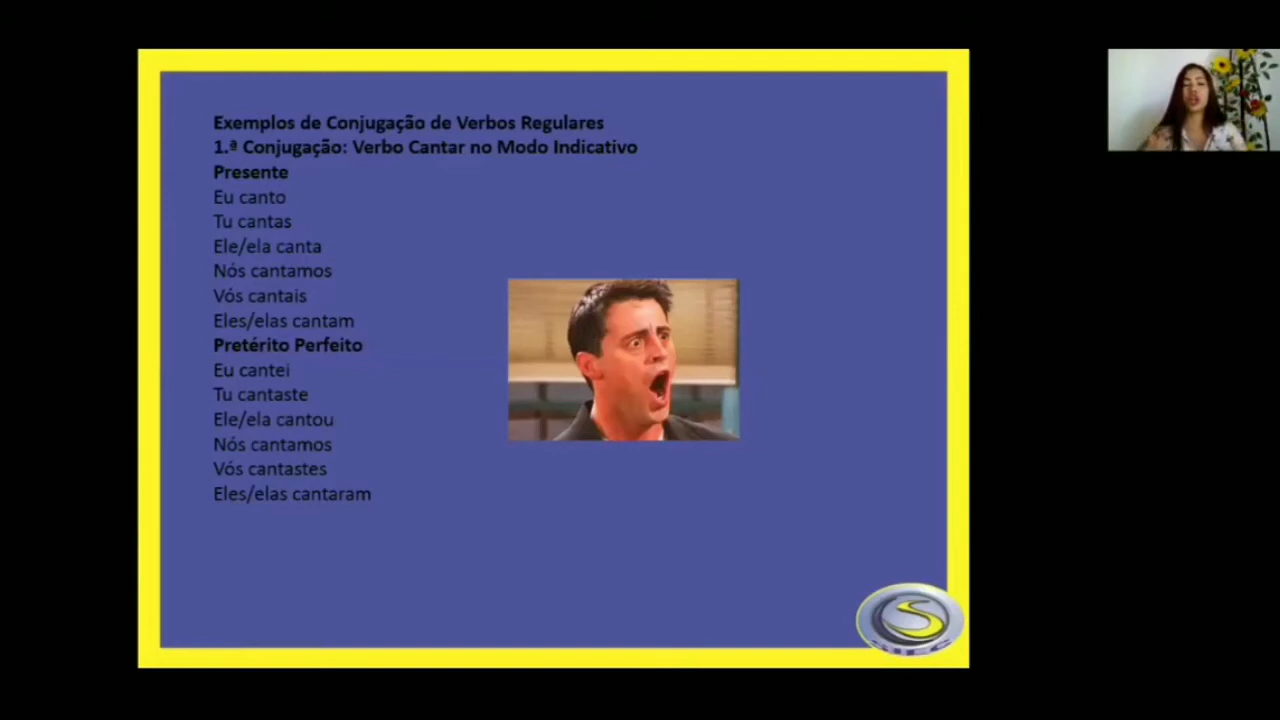 Exemplos de Conjugação de Verbos Regulares
1.ª Conjugação: Verbo Cantar no Modo Indicativo
Presente
Eu canto
Tu cantas
Ele/ela canta
Nós cantamos
Vós cantais
Eles/elas cantam
Pretérito Perfeito
Eu cantei
Tu cantaste
Ele/ela cantou
Nós cantamos
Vós cantastes
Eles/elas cantaram